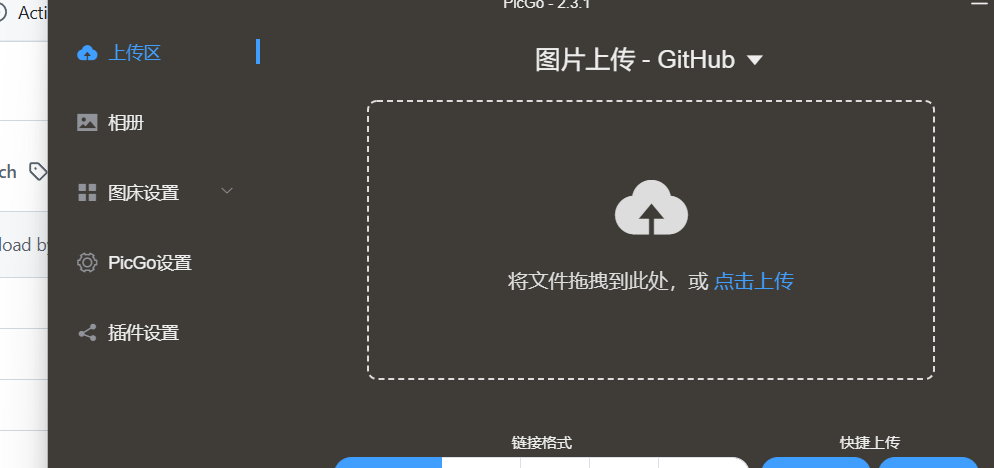 PicGo - 2.3.1
Acti
上传区
图片上传 - GitHub
相册
ch
图床设置
load by
PicGo设置
将文件拖拽到此处，或 点击上传
插件设置
链接格式
快捷上传